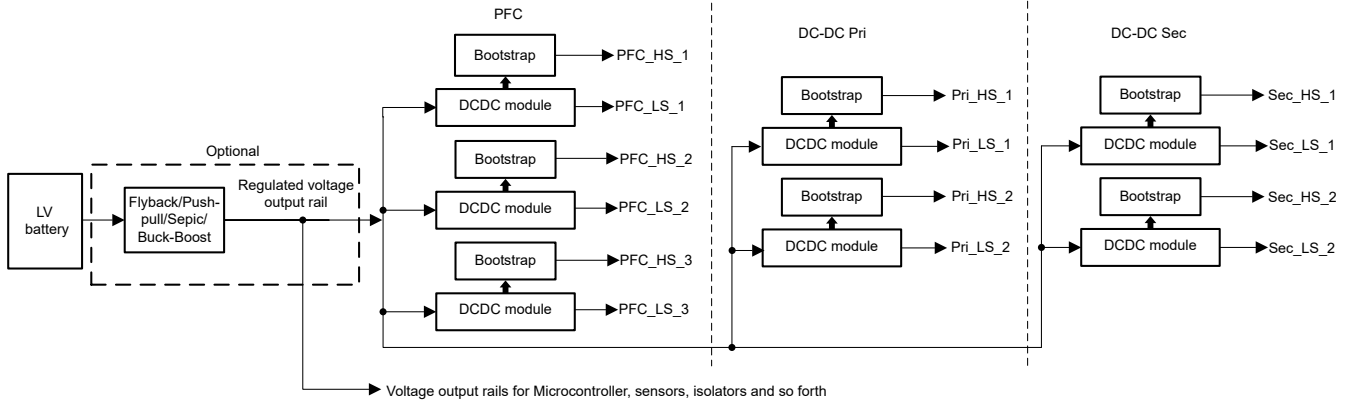 PFC
Bootstrap
PFC_HS_1
DCDC module
PFC_LS_1
Bootstrap
PFC_HS_2
DCDC module
PFC_LS_2
Bootstrap
PFC_HS_3
DCDC module
PFC_LS_3
Optional
LV
battery
Flyback/Push-
pull/Sepic/
Buck-Boost
Regulated voltage
output rail
DC-DC Pri
Bootstrap
Pri_HS_1
DCDC module
Pri_LS_1
Bootstrap
Pri_HS_2
DCDC module
Pri_LS_2
DC-DC Sec
Bootstrap
Sec_HS_1
DCDC module
Sec_LS_1
Bootstrap
Sec_HS_2
DCDC module
Sec_LS_2
Voltage output rails for Microcontroller, sensors, isolators and so forth